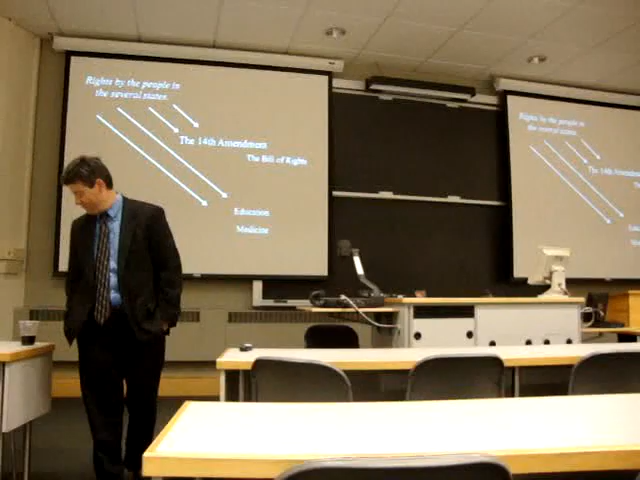 Rights by the people in
the several states.
The 14th Amendment
The Bill of Rights
Education
Medicine
Rights by the people in
the several states.
The 14th Amendm